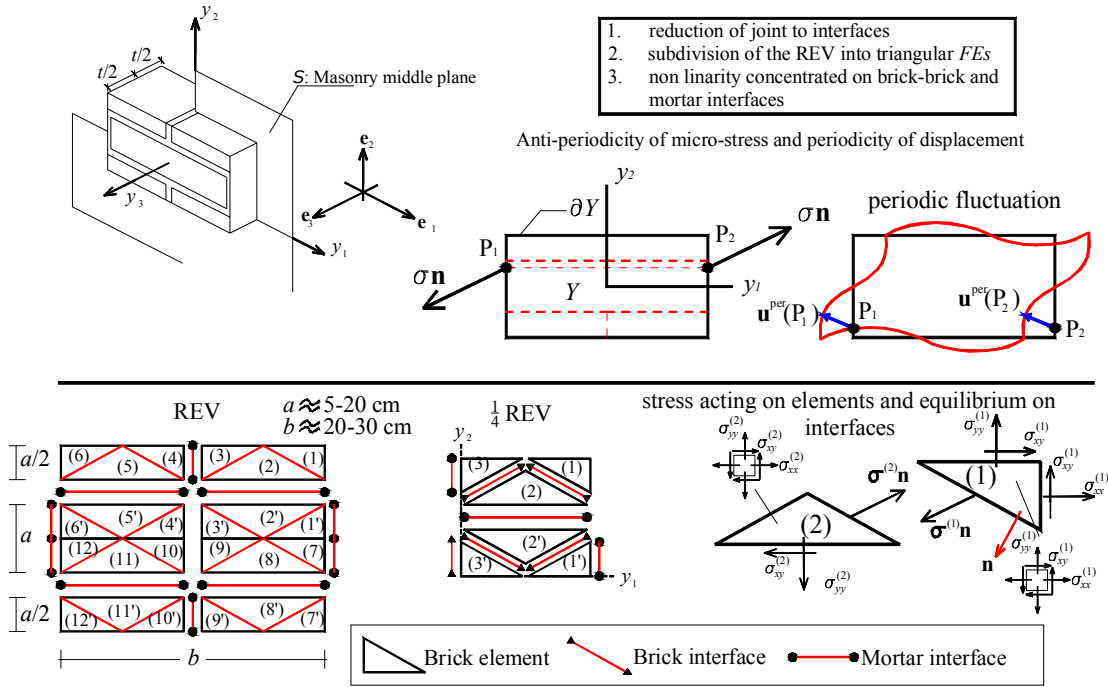 y₂
t/2
t/2
S: Masonry middle plane
y₃
e₂
e₃
e₁
y₁
1. reduction of joint to interfaces
2. subdivision of the REV into triangular FEs
3. non linarity concentrated on brick-brick and
mortar interfaces
Anti-periodicity of micro-stress and periodicity of displacement
∂Y
y₂
P₁
P₂
σn
σn
Y
y₁
periodic fluctuation
u^per(P₁)
P₁
u^per(P₂)
P₂
REV
a ≈ 5-20 cm
b ≈ 20-30 cm
a/2
(6)
(5)
(4)
(3)
(2)
(1)
a
(6')
(5')
(4')
(3')
(2')
(1')
(12)
(11)
(10)
(9)
(8)
(7)
a/2
(12')
(11')
(10')
(9')
(8')
(7')
b
1/4 REV
y₂
(3)
(1)
(2)
(2')
(3')
(1')
y₁
stress acting on elements and equilibrium on
interfaces
σyy^(2)
σxy^(2)
σxx^(2)
σ^(2)n
(2)
σxy^(2)
σyy^(2)
σyy^(1)
σxy^(1)
(1)
σxy^(1)
σxx^(1)
σ^(1)n
n
σyy^(1)
σxy^(1)
σxx^(1)
Brick element
Brick interface
Mortar interface